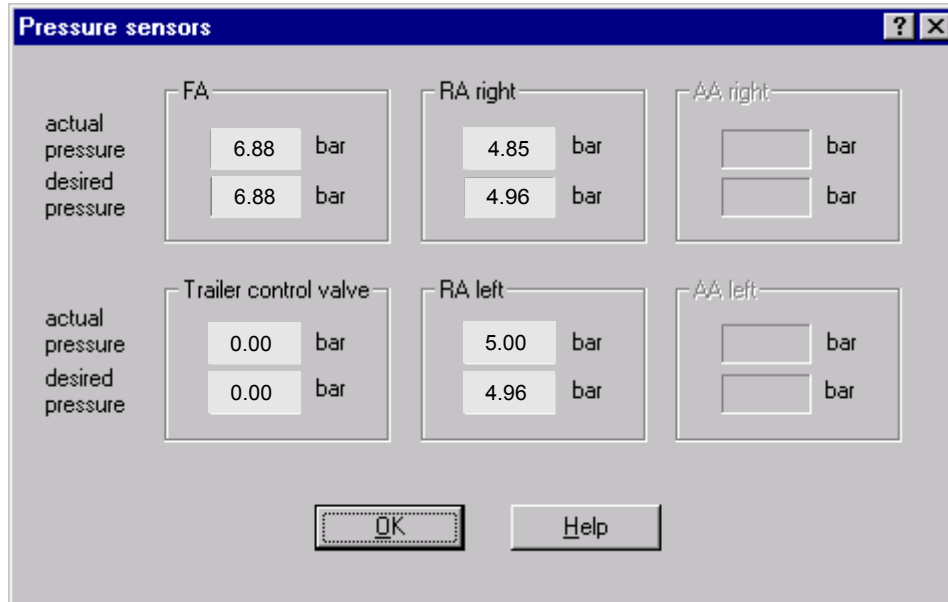 Pressure sensors
FA
RA right
AA right
actual
pressure
6.88 bar
4.85 bar
bar
desired
pressure
6.88 bar
4.96 bar
bar
Trailer control valve
RA left
AA left
actual
pressure
0.00 bar
5.00 bar
bar
desired
pressure
0.00 bar
4.96 bar
bar
OK
Help